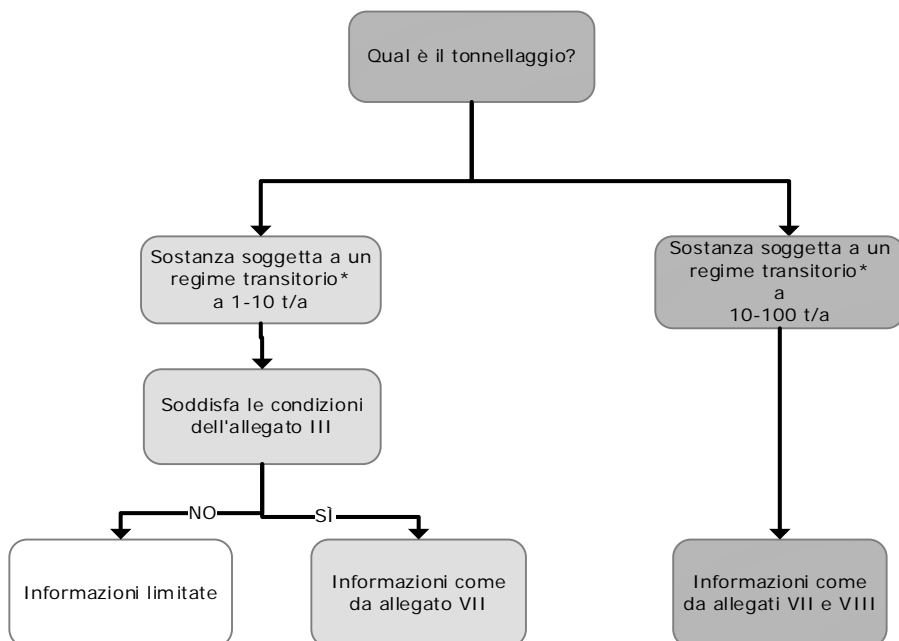 Qual è il tonnellaggio?
Sostanza soggetta a un
regime transitorio*
a 1-10 t/a
Sostanza soggetta a un
regime transitorio*
a
10-100 t/a
Soddisfa le condizioni
dell'allegato III
NO
SÌ
Informazioni limitate
Informazioni come
da allegato VII
Informazioni come
da allegati VII e VIII